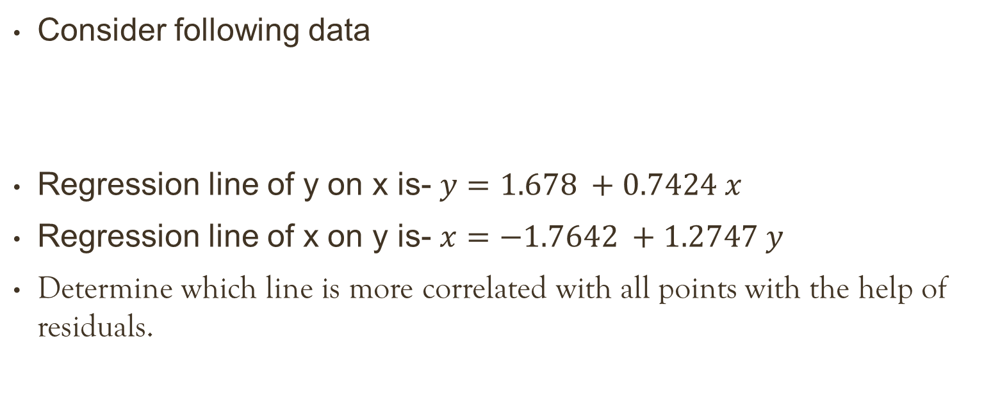 • Consider following data
• Regression line of y on x is- y = 1.678 + 0.7424 x
• Regression line of x on y is- x = −1.7642 + 1.2747 y
• Determine which line is more correlated with all points with the help of
residuals.